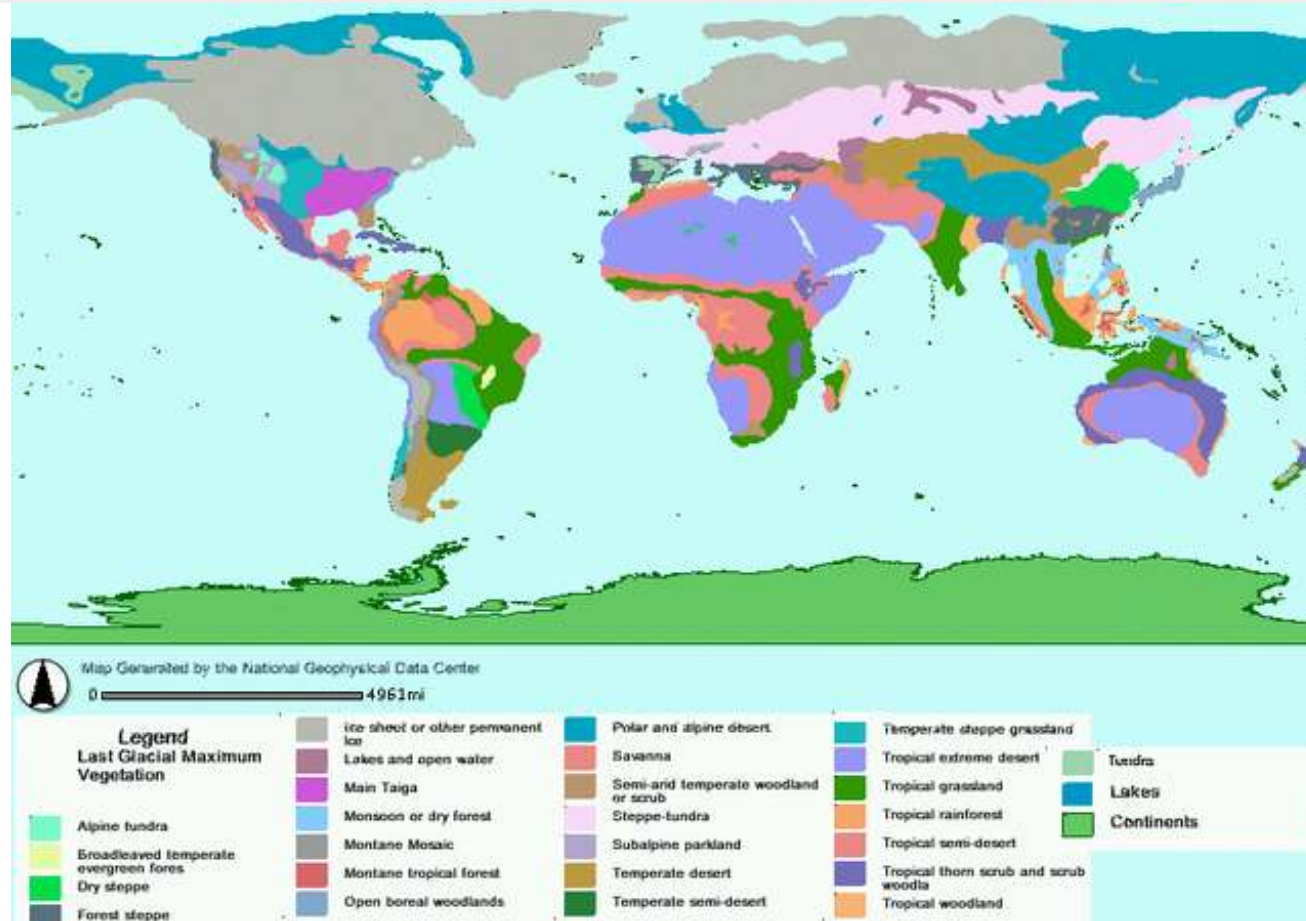 Map Generated by the National Geophysical Data Center
0 4961mi
Legend
Last Glacial Maximum
Vegetation
Alpine tundra
Broadleaved temperate
evergreen fores
Dry steppe
Forest steppe
Ice sheet or other permanent
ice
Lakes and open water
Main Taiga
Monsoon or dry forest
Montane Mosaic
Montane tropical forest
Open boreal woodlands
Polar and alpine desert
Savanna
Semi-arid temperate woodland
or scrub
Steppe-tundra
Subalpine parkland
Temperate desert
Temperate semi-desert
Temperate steppe grassland
Tropical extreme desert
Tropical grassland
Tropical rainforest
Tropical semi-desert
Tropical thorn scrub and scrub
woodla
Tropical woodland
Tundra
Lakes
Continents